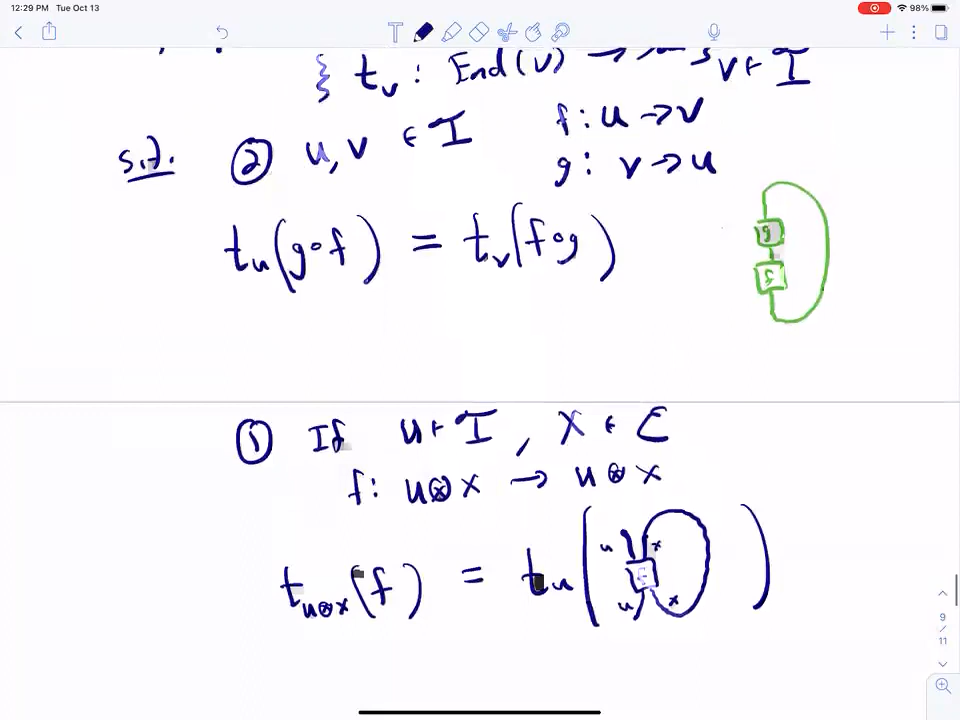 12:29 PM Tue Oct 13
98%
t_v : End(V) → V ∈ I
s.t. ② u, v ∈ I f : u → v
g : v → u
t_u(g∘f) = t_v(f∘g)
g
f
① If u ∈ I, X ∈ C
f : u ⊗ x → u ⊗ x
t_{u⊗x}(f) = t_u( )
u x
f
u x
9
/
11